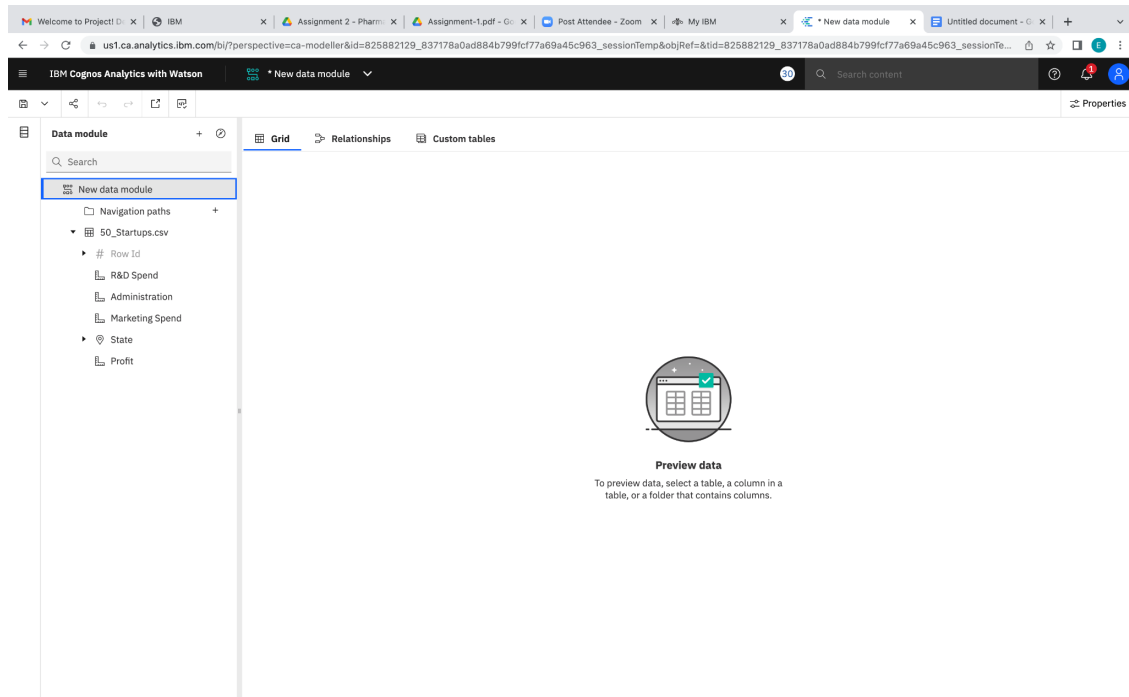 Welcome to Project! D
IBM
Assignment 2 - Pharm
Assignment-1.pdf - Go
Post Attendee - Zoom
My IBM
* New data module
Untitled document - G
us1.ca.analytics.ibm.com/bi/?perspective=ca-modeller&id=825882129_837178a0ad884b799fcf77a69a45c963_sessionTemp&objRef=&tid=825882129_837178a0ad884b799fcf77a69a45c963_sessionTe...
E
IBM Cognos Analytics with Watson
* New data module
30
Search content
1
Properties
Data module
Grid
Relationships
Custom tables
Search
New data module
Navigation paths
50_Startups.csv
# Row Id
R&D Spend
Administration
Marketing Spend
State
Profit
Preview data
To preview data, select a table, a column in a
table, or a folder that contains columns.